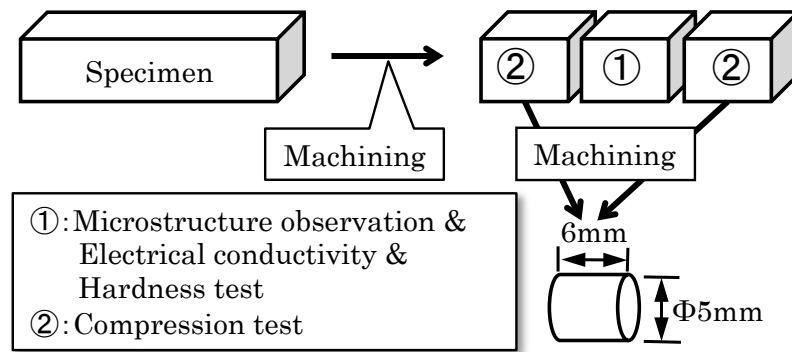 Specimen
Machining
② ① ②
Machining
①:Microstructure observation &
Electrical conductivity &
Hardness test
②:Compression test
6mm
Φ5mm